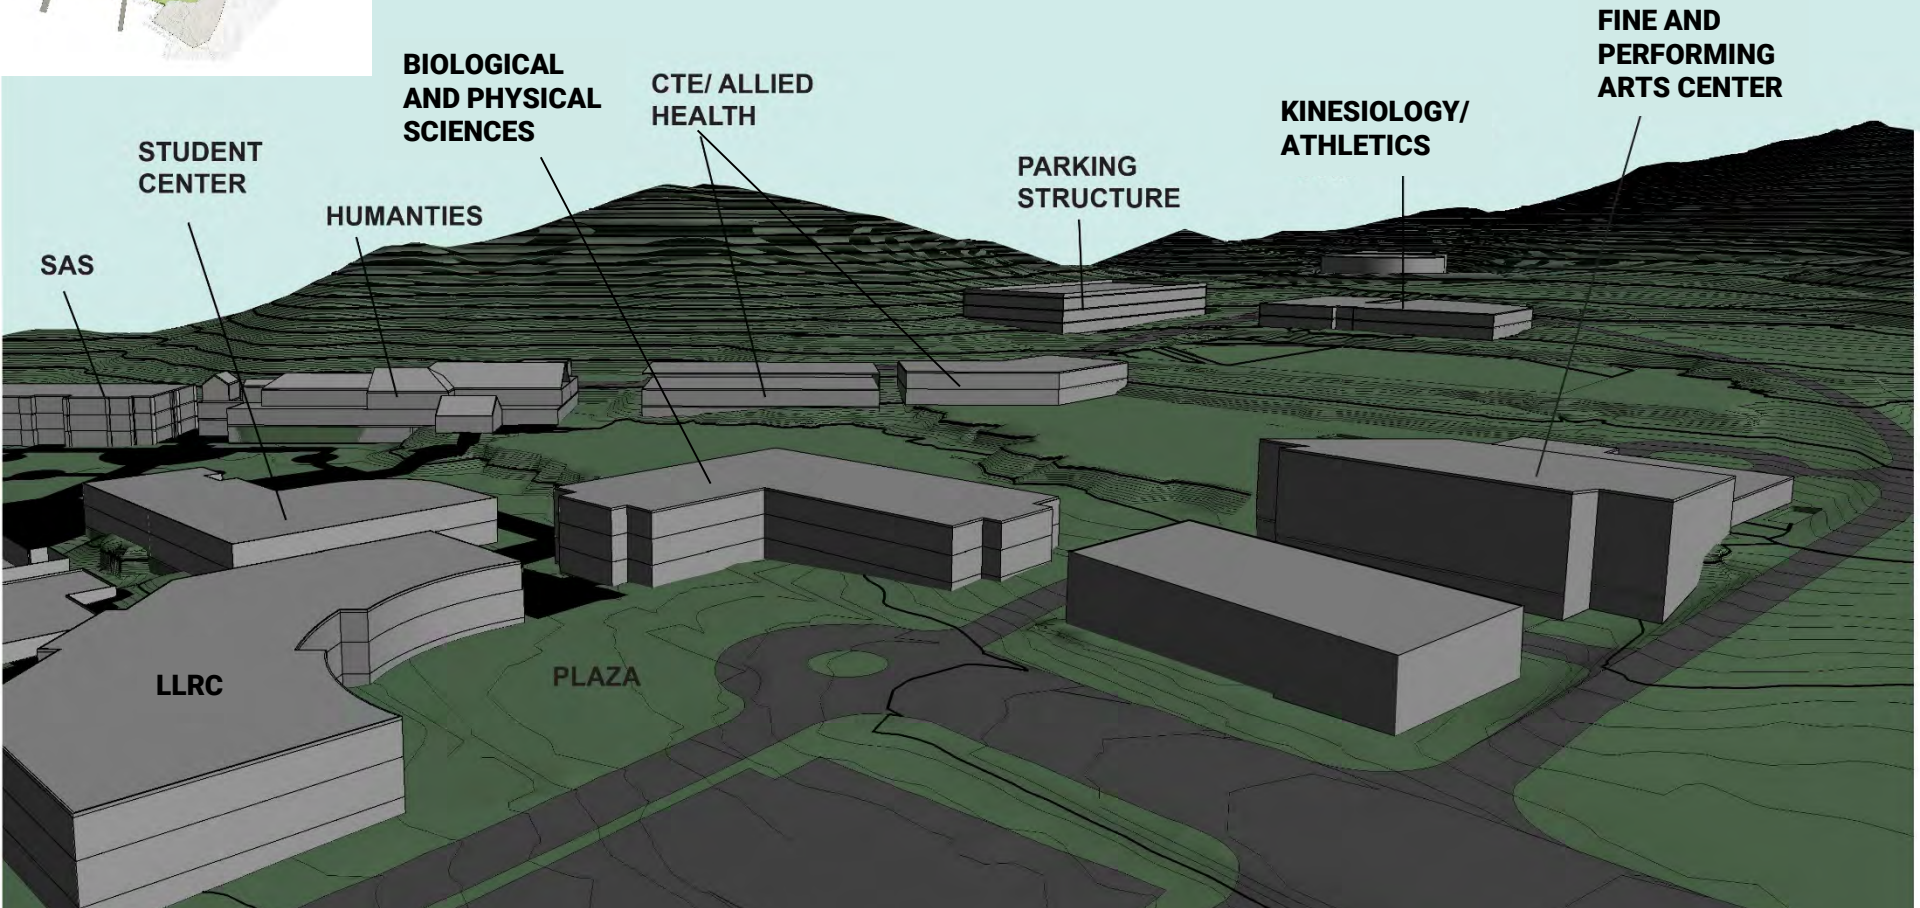 FINE AND
PERFORMING
ARTS CENTER
BIOLOGICAL
AND PHYSICAL
SCIENCES
CTE/ ALLIED
HEALTH
KINESIOLOGY/
ATHLETICS
STUDENT
CENTER
PARKING
STRUCTURE
HUMANTIES
SAS
LLRC
PLAZA